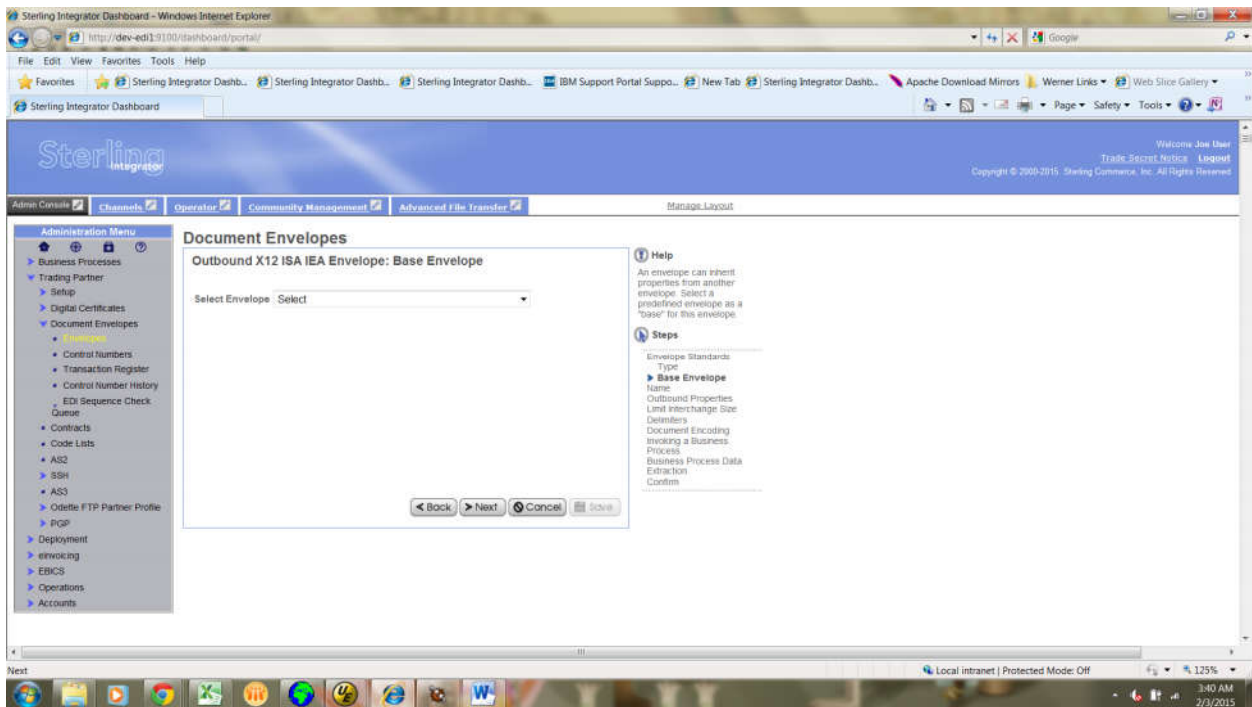 Sterling Integrator Dashboard - Windows Internet Explorer
http://dev-edi1:9100/dashboard/portal/
Google
File Edit View Favorites Tools Help
Favorites Sterling Integrator Dashb... Sterling Integrator Dashb... Sterling Integrator Dashb... IBM Support Portal Suppo... New Tab Sterling Integrator Dashb... Apache Download Mirrors Werner Links Web Slice Gallery
Sterling Integrator Dashboard
Page Safety Tools
Sterling
Integrator
Welcome Joe User
Trade Secret Notice Logout
Copyright © 2000-2015. Sterling Commerce, Inc. All Rights Reserved
Admin Console Channels Operator Community Management Advanced File Transfer Manage Layout
Administration Menu
Business Processes
Trading Partner
Setup
Digital Certificates
Document Envelopes
Envelopes
Control Numbers
Transaction Register
Control Number History
EDI Sequence Check
Queue
Contracts
Code Lists
AS2
SSH
AS3
Odette FTP Partner Profile
PGP
Deployment
eInvoicing
EBICS
Operations
Accounts
Document Envelopes
Outbound X12 ISA IEA Envelope: Base Envelope
Select Envelope Select
Back Next Cancel Save
Help
An envelope can inherit
properties from another
envelope. Select a
predefined envelope as a
"base" for this envelope.
Steps
Envelope Standards
Type
Base Envelope
Name
Outbound Properties
Limit Interchange Size
Delimiters
Document Encoding
Invoking a Business
Process
Business Process Data
Extraction
Confirm
Next
Local intranet | Protected Mode: Off
125%
3:40 AM
2/3/2015